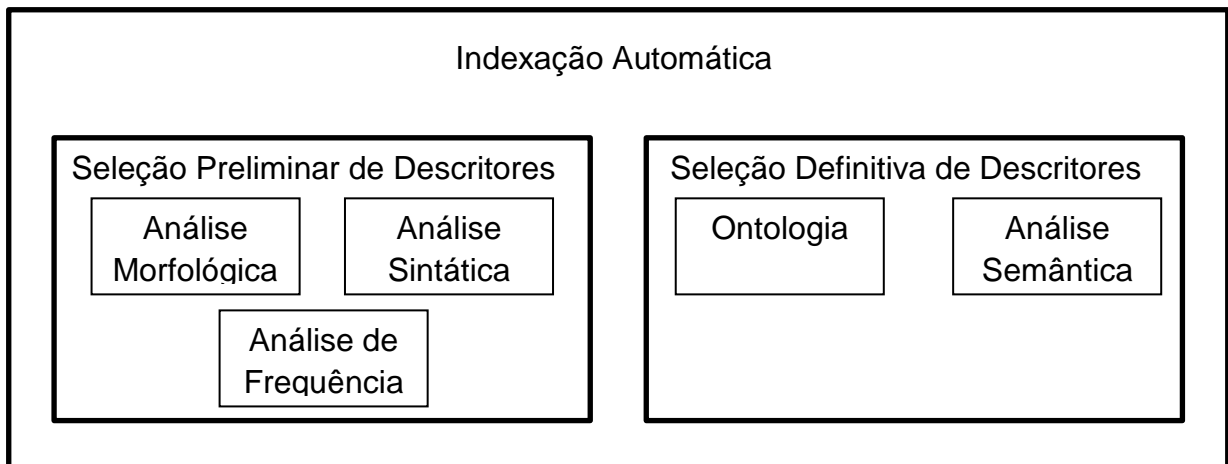 Indexação Automática
Seleção Preliminar de Descritores
Análise
Morfológica
Análise
Sintática
Análise de
Frequência
Seleção Definitiva de Descritores
Ontologia
Análise
Semântica